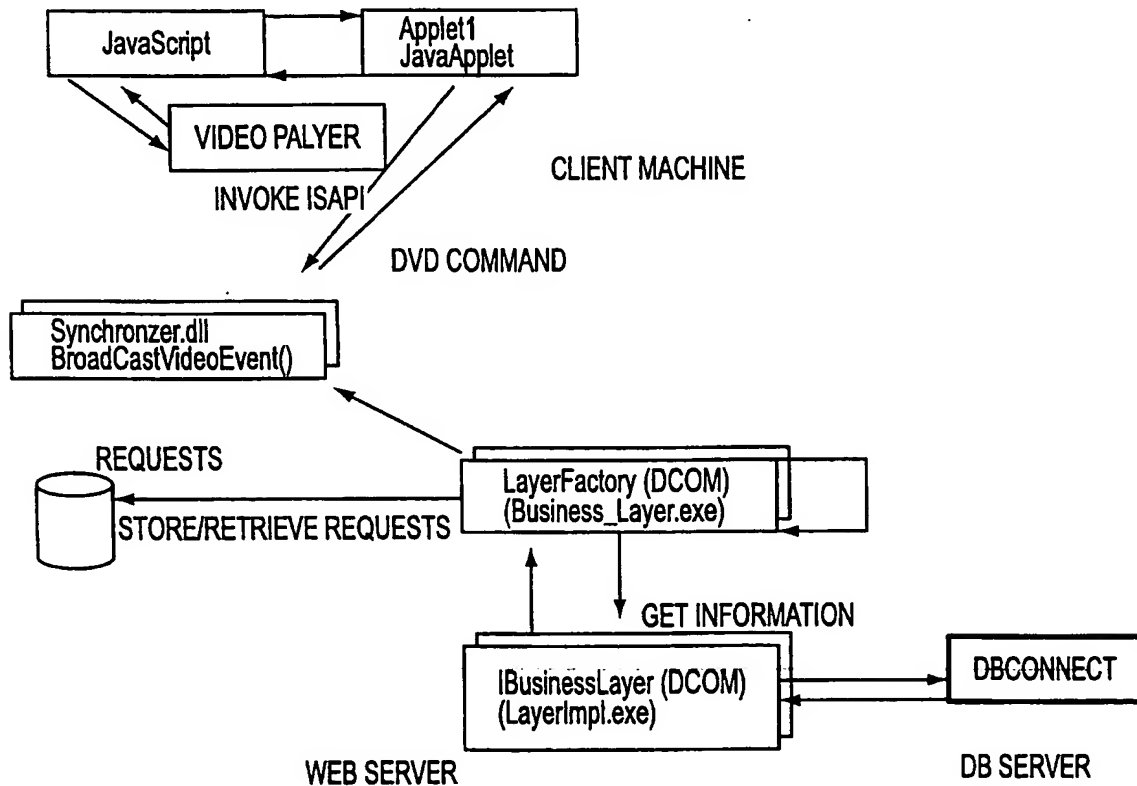 JavaScript
Applet1
JavaApplet
VIDEO PALYER
INVOKE ISAPI
CLIENT MACHINE
DVD COMMAND
Synchronzer.dll
BroadCastVideoEvent()
REQUESTS
STORE/RETRIEVE REQUESTS
LayerFactory (DCOM)
(Business_Layer.exe)
GET INFORMATION
IBusinessLayer (DCOM)
(LayerImpl.exe)
DBCONNECT
WEB SERVER
DB SERVER